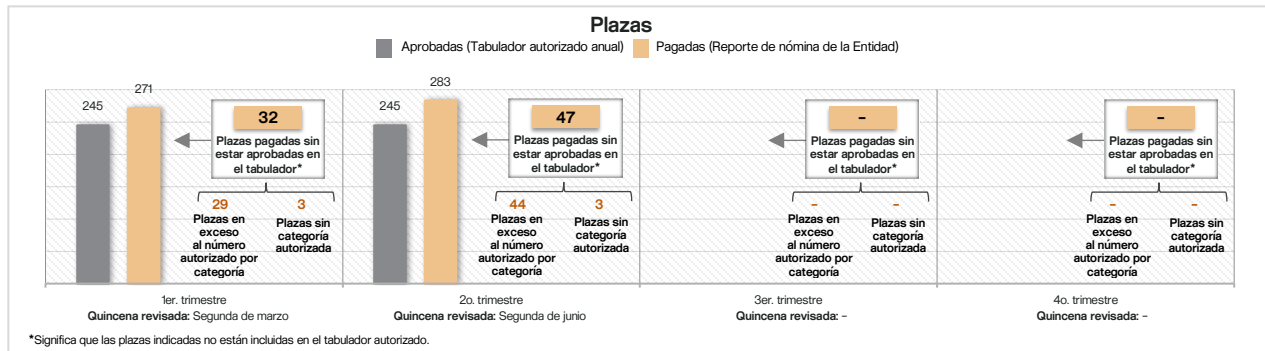 Plazas
Aprobadas (Tabulador autorizado anual)
Pagadas (Reporte de nómina de la Entidad)
245
271
32
Plazas pagadas sin
estar aprobadas en
el tabulador*
29
Plazas en
exceso
al número
autorizado por
categoría
3
Plazas sin
categoría
autorizada
1er. trimestre
Quincena revisada: Segunda de marzo
245
283
47
Plazas pagadas sin
estar aprobadas en
el tabulador*
44
Plazas en
exceso
al número
autorizado por
categoría
3
Plazas sin
categoría
autorizada
2o. trimestre
Quincena revisada: Segunda de junio
-
Plazas pagadas sin
estar aprobadas en
el tabulador*
-
Plazas en
exceso
al número
autorizado por
categoría
-
Plazas sin
categoría
autorizada
3er. trimestre
Quincena revisada: -
-
Plazas pagadas sin
estar aprobadas en
el tabulador*
-
Plazas en
exceso
al número
autorizado por
categoría
-
Plazas sin
categoría
autorizada
4o. trimestre
Quincena revisada: -
*Significa que las plazas indicadas no están incluidas en el tabulador autorizado.